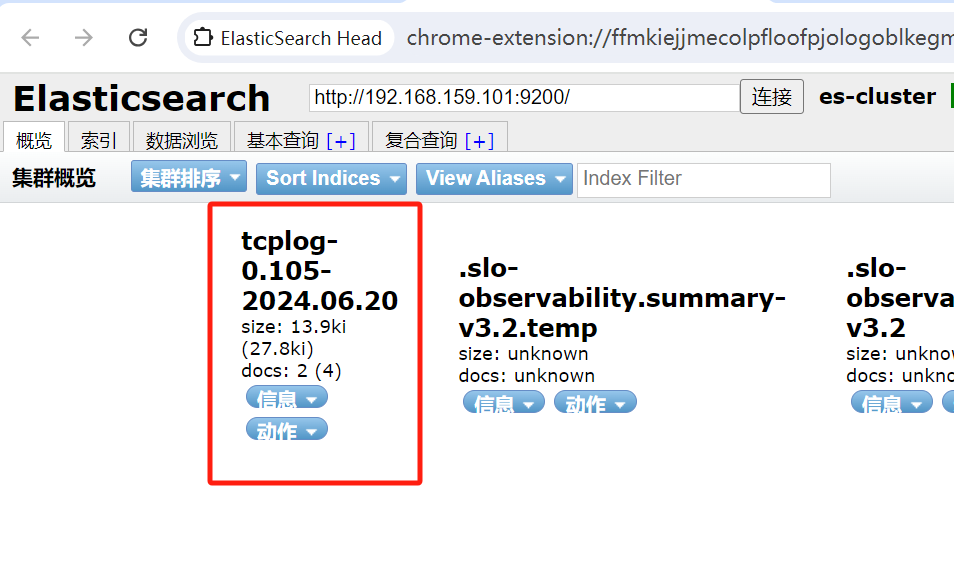 ElasticSearch Head
chrome-extension://ffmkiejjmecolpfloofpjologoblkegm
Elasticsearch
http://192.168.159.101:9200/
连接
es-cluster
概览
索引
数据浏览
基本查询 [+]
复合查询 [+]
集群概览
集群排序
Sort Indices
View Aliases
Index Filter
tcplog-
0.105-
2024.06.20
size: 13.9ki
(27.8ki)
docs: 2 (4)
信息
动作
.slo-
observability.summary-
v3.2.temp
size: unknown
docs: unknown
信息
动作
.slo-
observa
v3.2
size: unkno
docs: unkno
信息